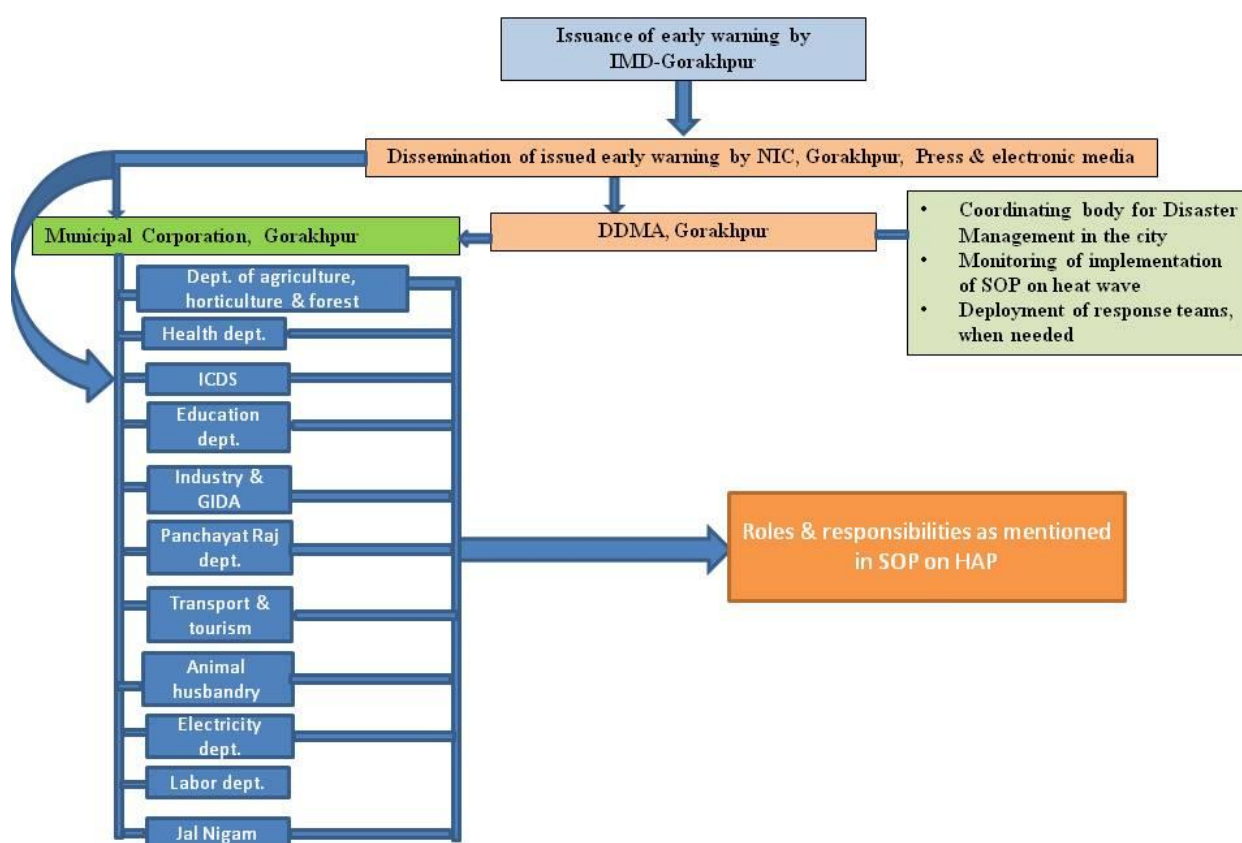 Issuance of early warning by
IMD-Gorakhpur
Dissemination of issued early warning by NIC, Gorakhpur, Press & electronic media
Municipal Corporation, Gorakhpur
DDMA, Gorakhpur
• Coordinating body for Disaster
Management in the city
• Monitoring of implementation
of SOP on heat wave
• Deployment of response teams,
when needed
Dept. of agriculture,
horticulture & forest
Health dept.
ICDS
Education
dept.
Industry &
GIDA
Panchayat Raj
dept.
Transport &
tourism
Animal
husbandry
Electricity
dept.
Labor dept.
Jal Nigam
Roles & responsibilities as mentioned
in SOP on HAP